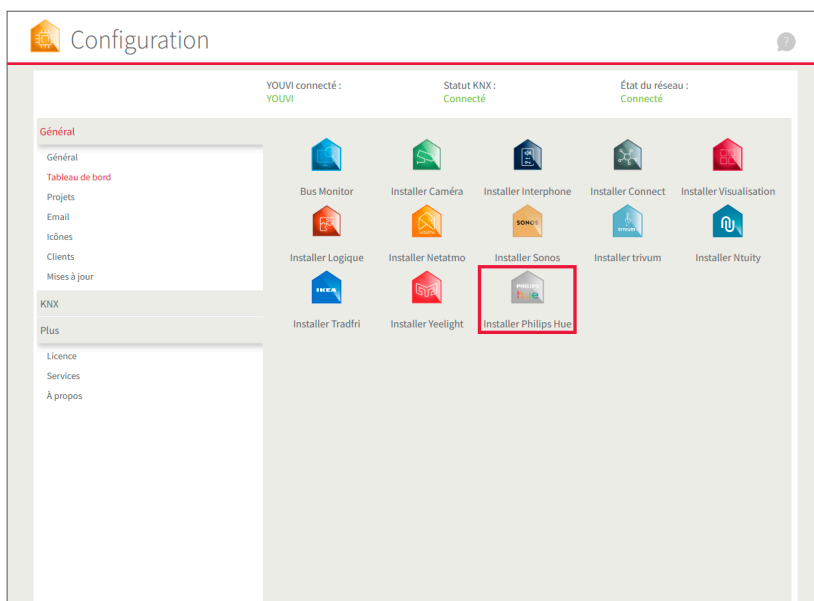 Configuration
?
YOUVI connecté :
YOUVI
Statut KNX :
Connecté
État du réseau :
Connecté
Général
Général
Tableau de bord
Projets
Email
Icônes
Clients
Mises à jour
KNX
Plus
Licence
Services
À propos
Bus Monitor
Installer Caméra
Installer Interphone
Installer Connect
Installer Visualisation
SONOS
trivum
Installer Logique
Installer Netatmo
Installer Sonos
Installer trivum
Installer Ntuity
IKEA
PHILIPS
hue
Installer Tradfri
Installer Yeelight
Installer Philips Hue